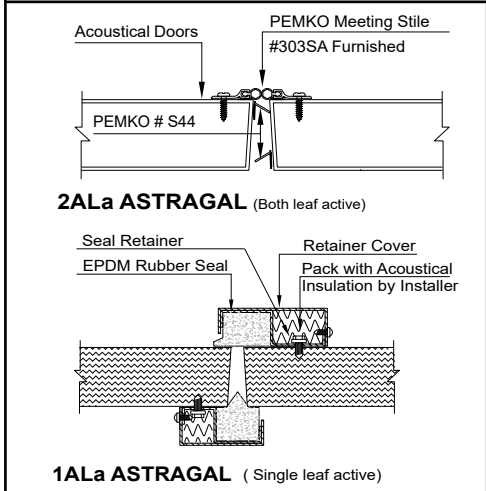 Acoustical Doors
PEMKO Meeting Stile
#303SA Furnished
PEMKO # S44
2ALa ASTRAGAL (Both leaf active)
Seal Retainer
EPDM Rubber Seal
Retainer Cover
Pack with Acoustical
Insulation by Installer
1ALa ASTRAGAL ( Single leaf active)